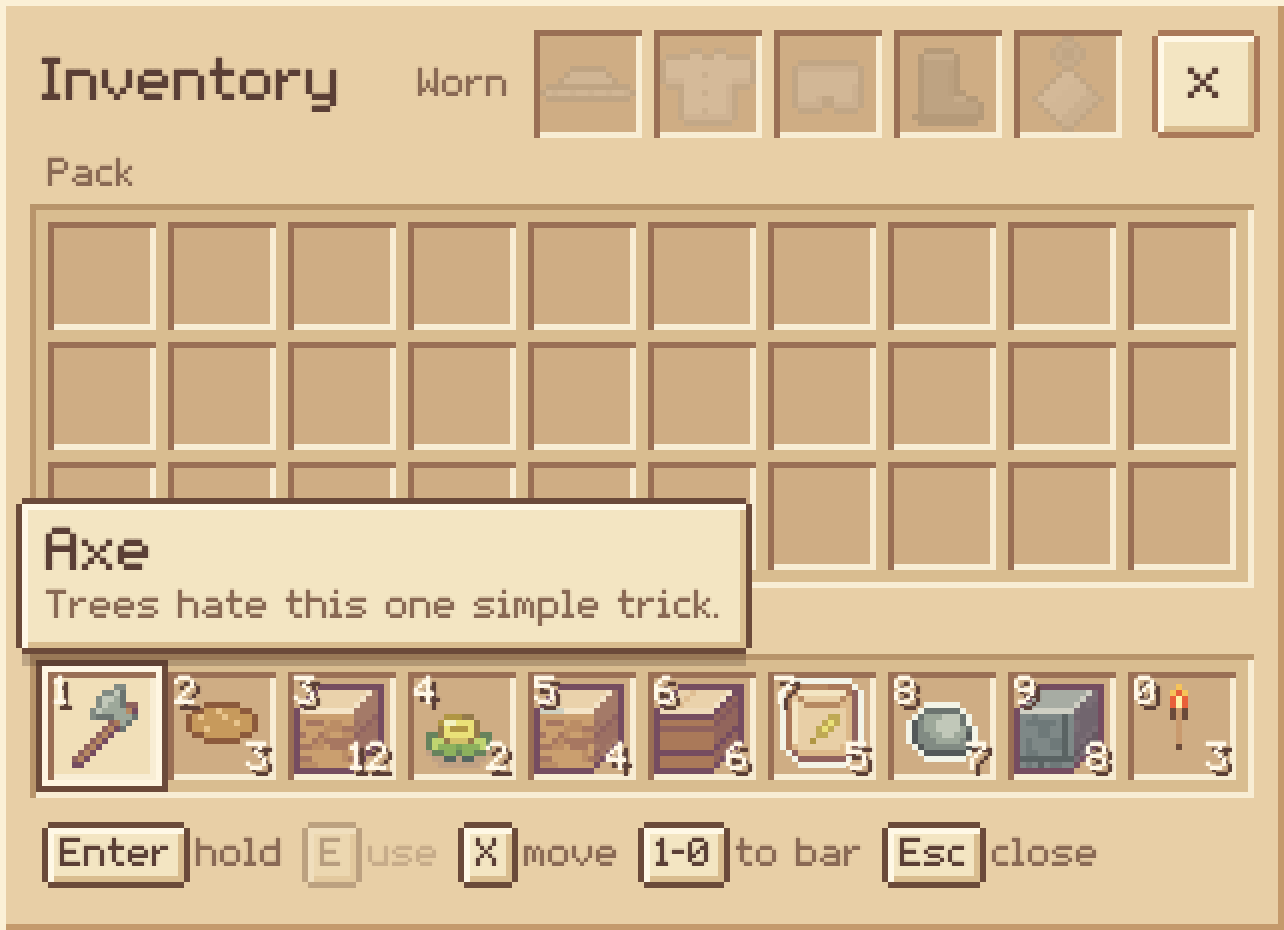 Inventory Worn X
Pack
Axe
Trees hate this one simple trick.
1 2 3 4 5 6 7 8 9 0
3 12 2 4 6 5 7 8 3
Enter hold E use X move 1-0 to bar Esc close